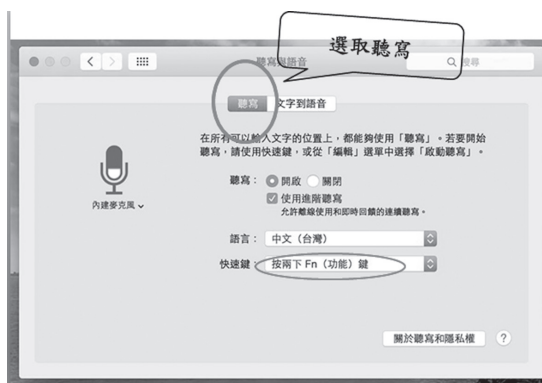 選取聽寫
聽寫與語音
搜尋
聽寫 文字到語音
在所有可以輸入文字的位置上，都能夠使用「聽寫」。若要開始
聽寫，請使用快速鍵，或從「編輯」選單中選擇「啟動聽寫」。
聽寫： 開啟 關閉
使用進階聽寫
允許離線使用和即時回饋的連續聽寫。
內建麥克風
語言： 中文（台灣）
快速鍵： 按兩下 Fn（功能）鍵
關於聽寫和隱私權 ?